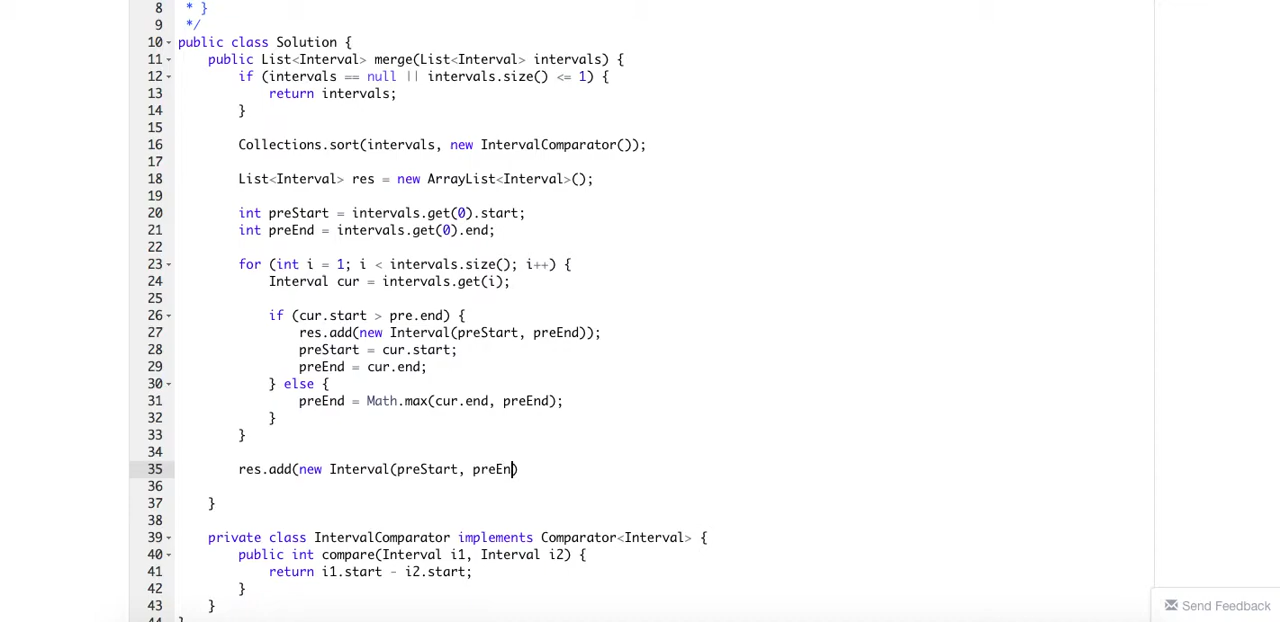 8 * }
9 */
10 public class Solution {
11 public List<Interval> merge(List<Interval> intervals) {
12 if (intervals == null || intervals.size() <= 1) {
13 return intervals;
14 }
15
16 Collections.sort(intervals, new IntervalComparator());
17
18 List<Interval> res = new ArrayList<Interval>();
19
20 int preStart = intervals.get(0).start;
21 int preEnd = intervals.get(0).end;
22
23 for (int i = 1; i < intervals.size(); i++) {
24 Interval cur = intervals.get(i);
25
26 if (cur.start > pre.end) {
27 res.add(new Interval(preStart, preEnd));
28 preStart = cur.start;
29 preEnd = cur.end;
30 } else {
31 preEnd = Math.max(cur.end, preEnd);
32 }
33 }
34
35 res.add(new Interval(preStart, preEn)
36
37 }
38
39 private class IntervalComparator implements Comparator<Interval> {
40 public int compare(Interval i1, Interval i2) {
41 return i1.start - i2.start;
42 }
43 }
44 }
Send Feedback